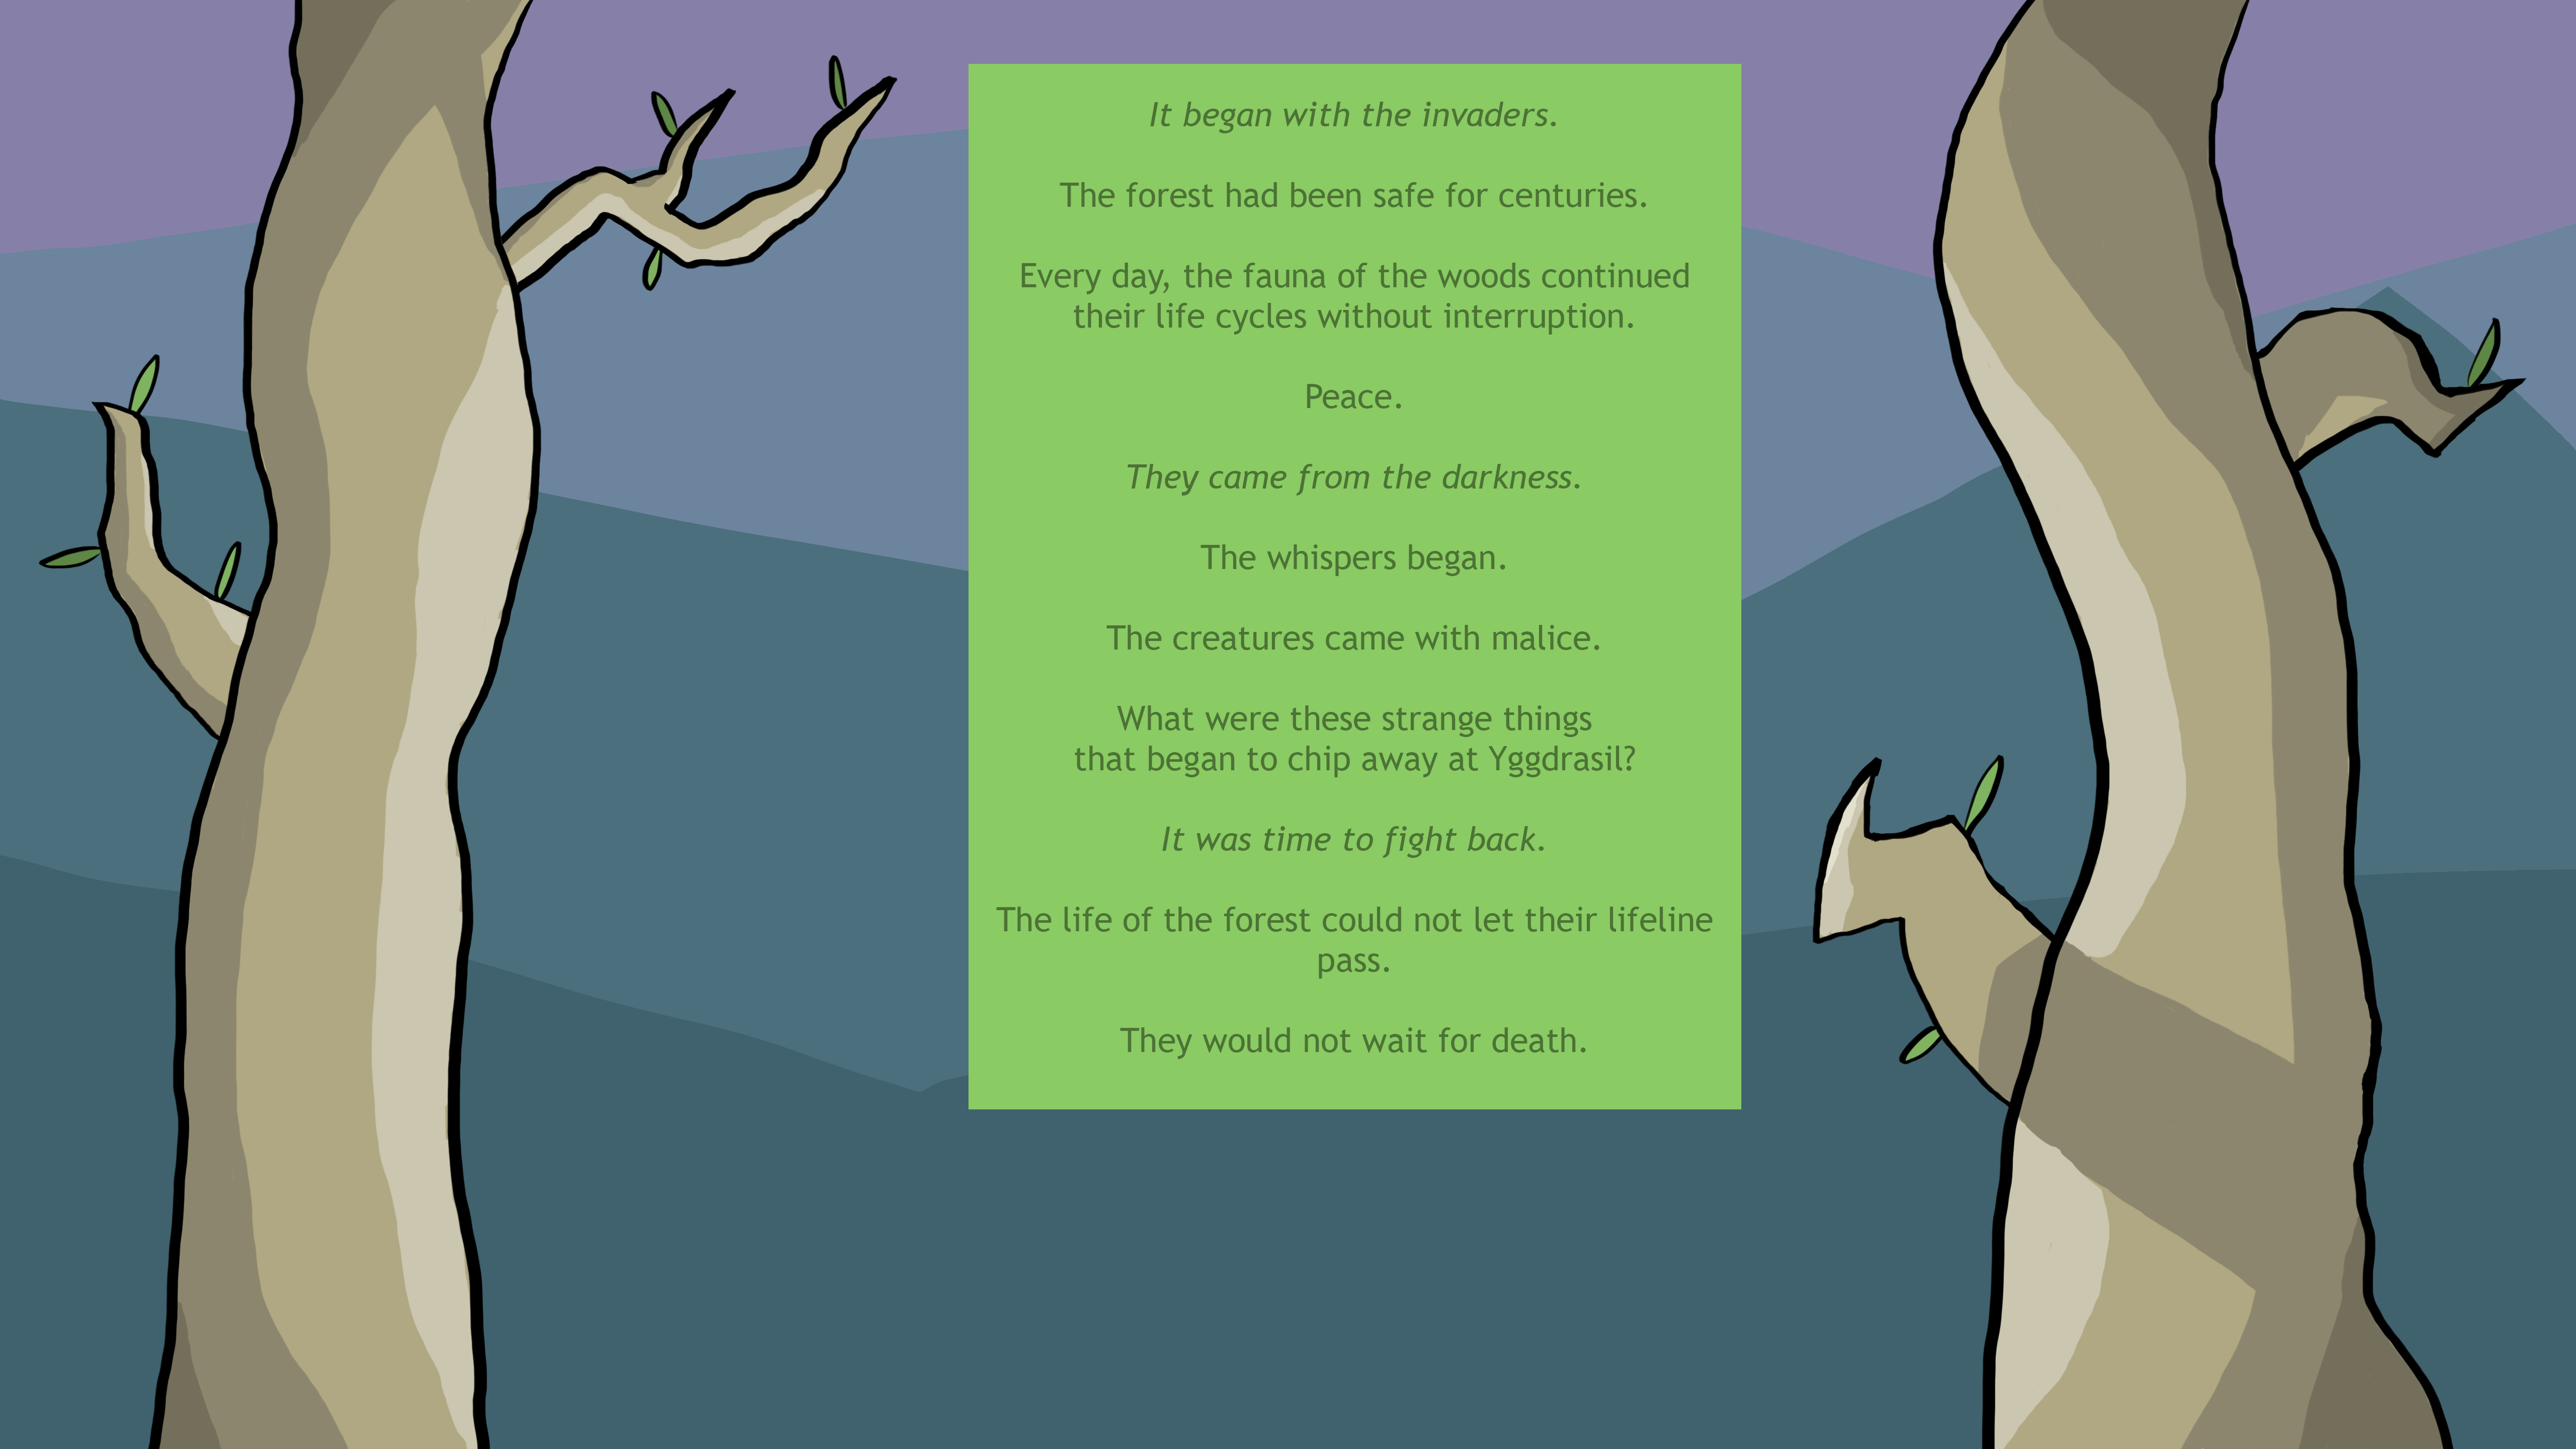 It began with the invaders.
The forest had been safe for centuries.
Every day, the fauna of the woods continued
their life cycles without interruption.
Peace.
They came from the darkness.
The whispers began.
The creatures came with malice.
What were these strange things
that began to chip away at Yggdrasil?
It was time to fight back.
The life of the forest could not let their lifeline
pass.
They would not wait for death.